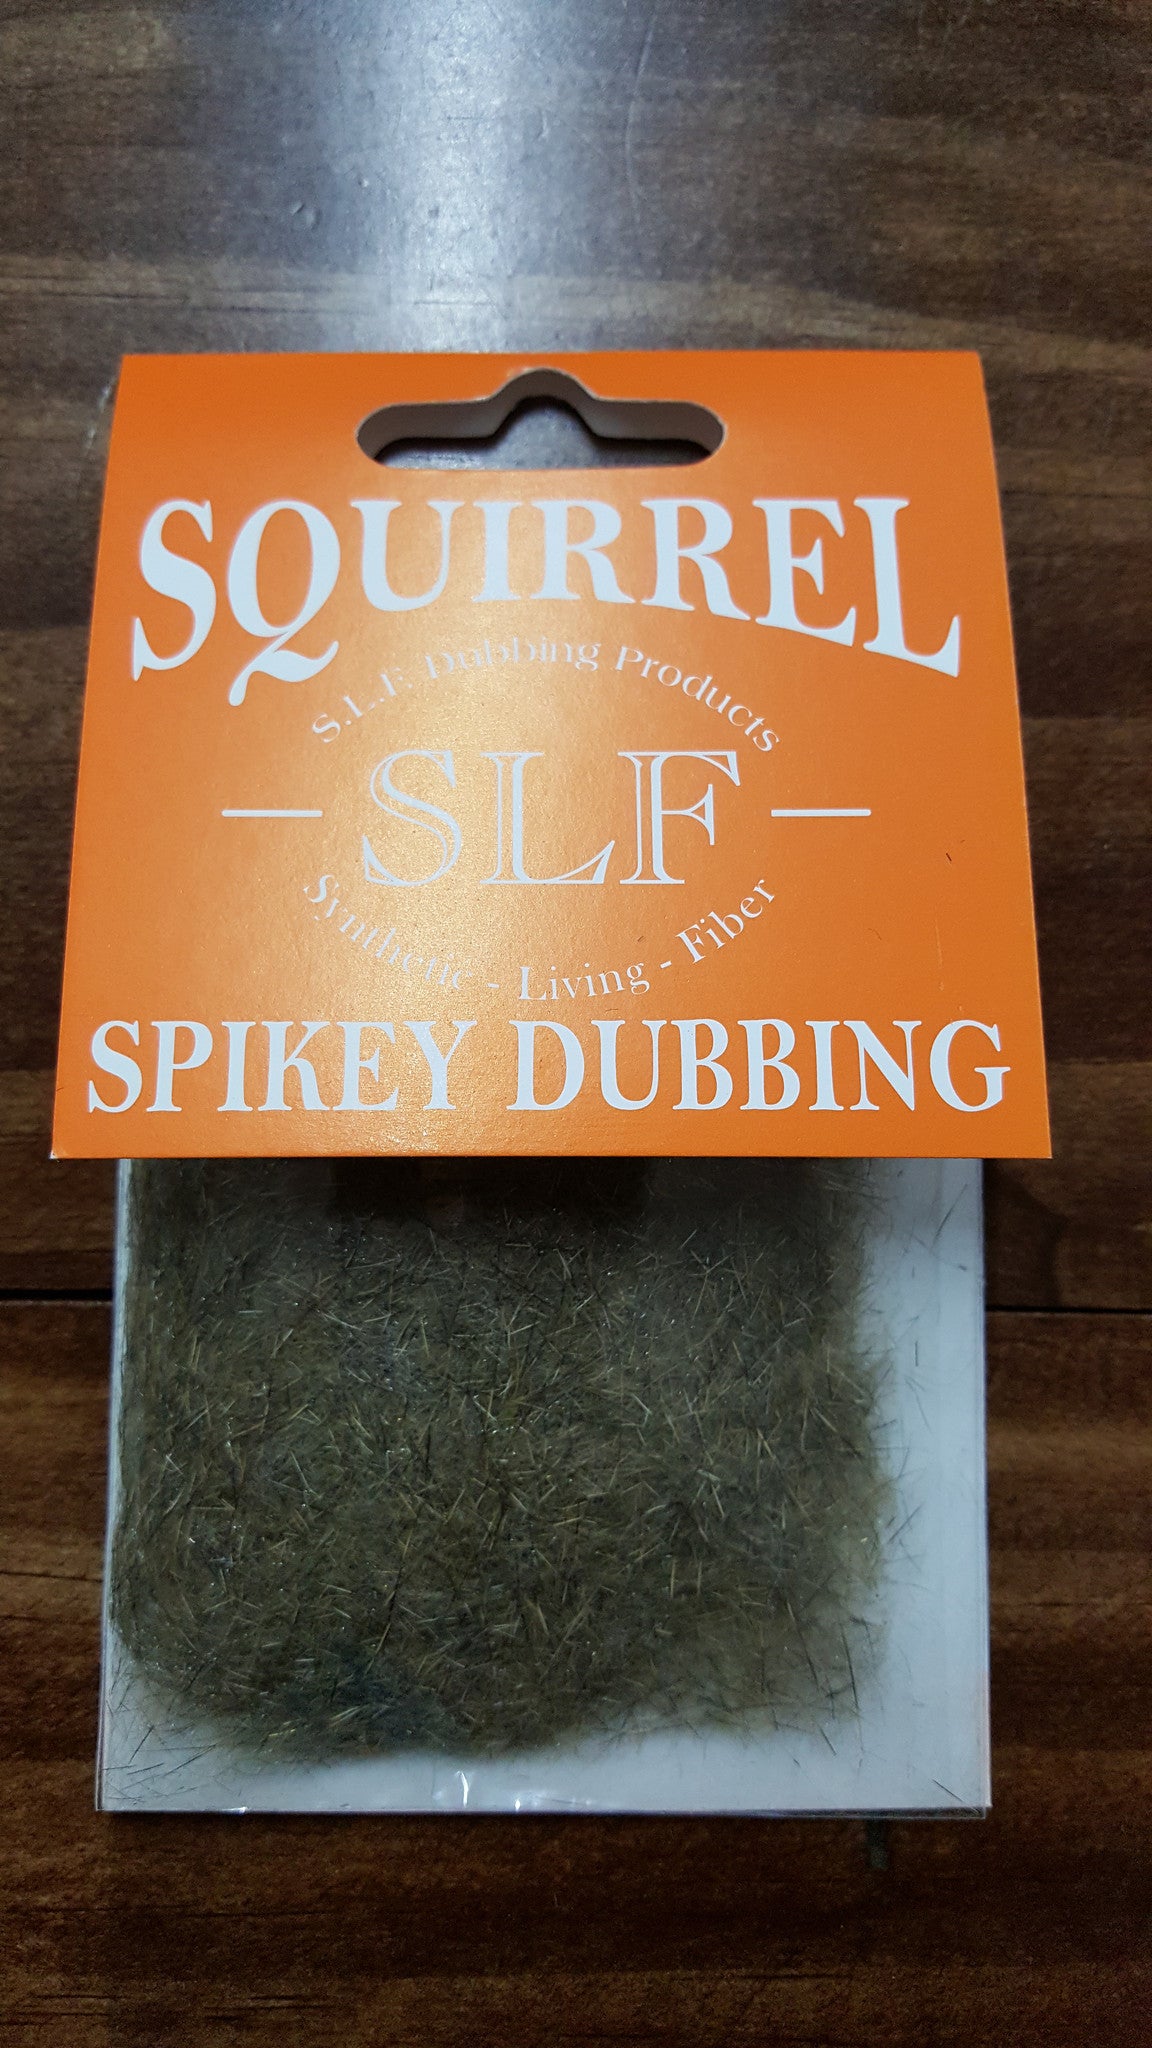 SQUIRREL
S.L.F. Dubbing Products
SLF
Synthetic - Living - Fiber
SPIKEY DUBBING